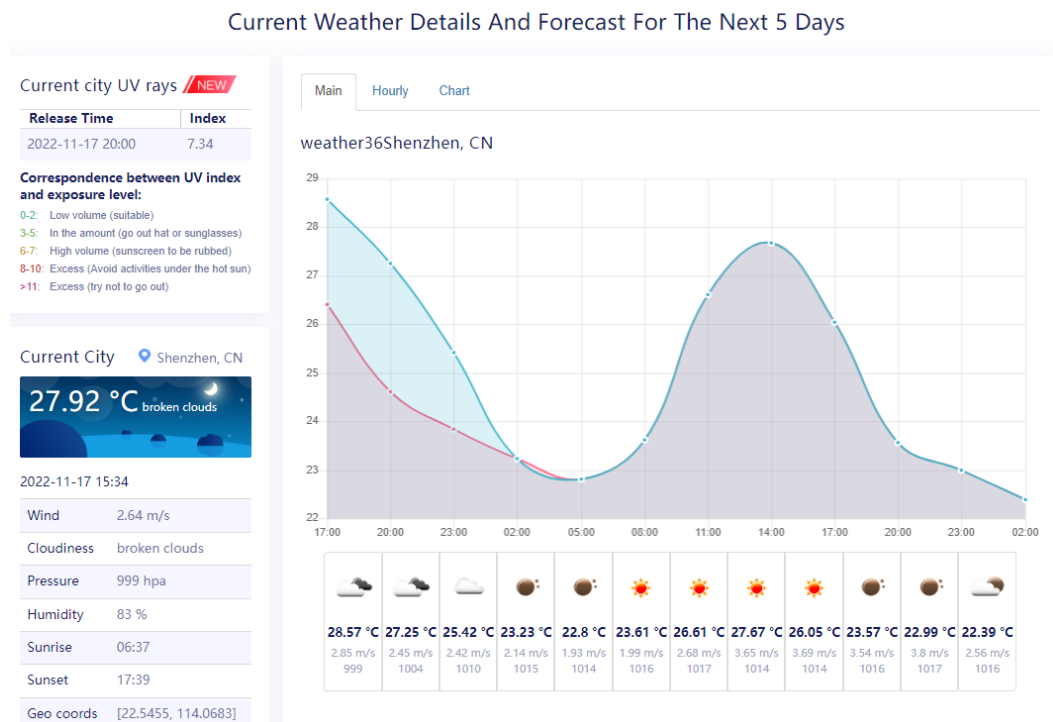 Current Weather Details And Forecast For The Next 5 Days
Current city UV rays NEW
Release Time Index
2022-11-17 20:00 7.34
Correspondence between UV index
and exposure level:
0-2: Low volume (suitable)
3-5: In the amount (go out hat or sunglasses)
6-7: High volume (sunscreen to be rubbed)
8-10: Excess (Avoid activities under the hot sun)
>11: Excess (try not to go out)
Current City Shenzhen, CN
27.92 °C broken clouds
2022-11-17 15:34
Wind 2.64 m/s
Cloudiness broken clouds
Pressure 999 hpa
Humidity 83 %
Sunrise 06:37
Sunset 17:39
Geo coords [22.5455, 114.0683]
Main Hourly Chart
weather36Shenzhen, CN
29
28
27
26
25
24
23
22
17:00 20:00 23:00 02:00 05:00 08:00 11:00 14:00 17:00 20:00 23:00 02:00
28.57 °C 27.25 °C 25.42 °C 23.23 °C 22.8 °C 23.61 °C 26.61 °C 27.67 °C 26.05 °C 23.57 °C 22.99 °C 22.39 °C
2.85 m/s 2.45 m/s 2.42 m/s 2.14 m/s 1.93 m/s 1.99 m/s 2.68 m/s 3.65 m/s 3.69 m/s 3.54 m/s 3.8 m/s 2.56 m/s
999 1004 1010 1015 1014 1016 1017 1014 1014 1016 1017 1016